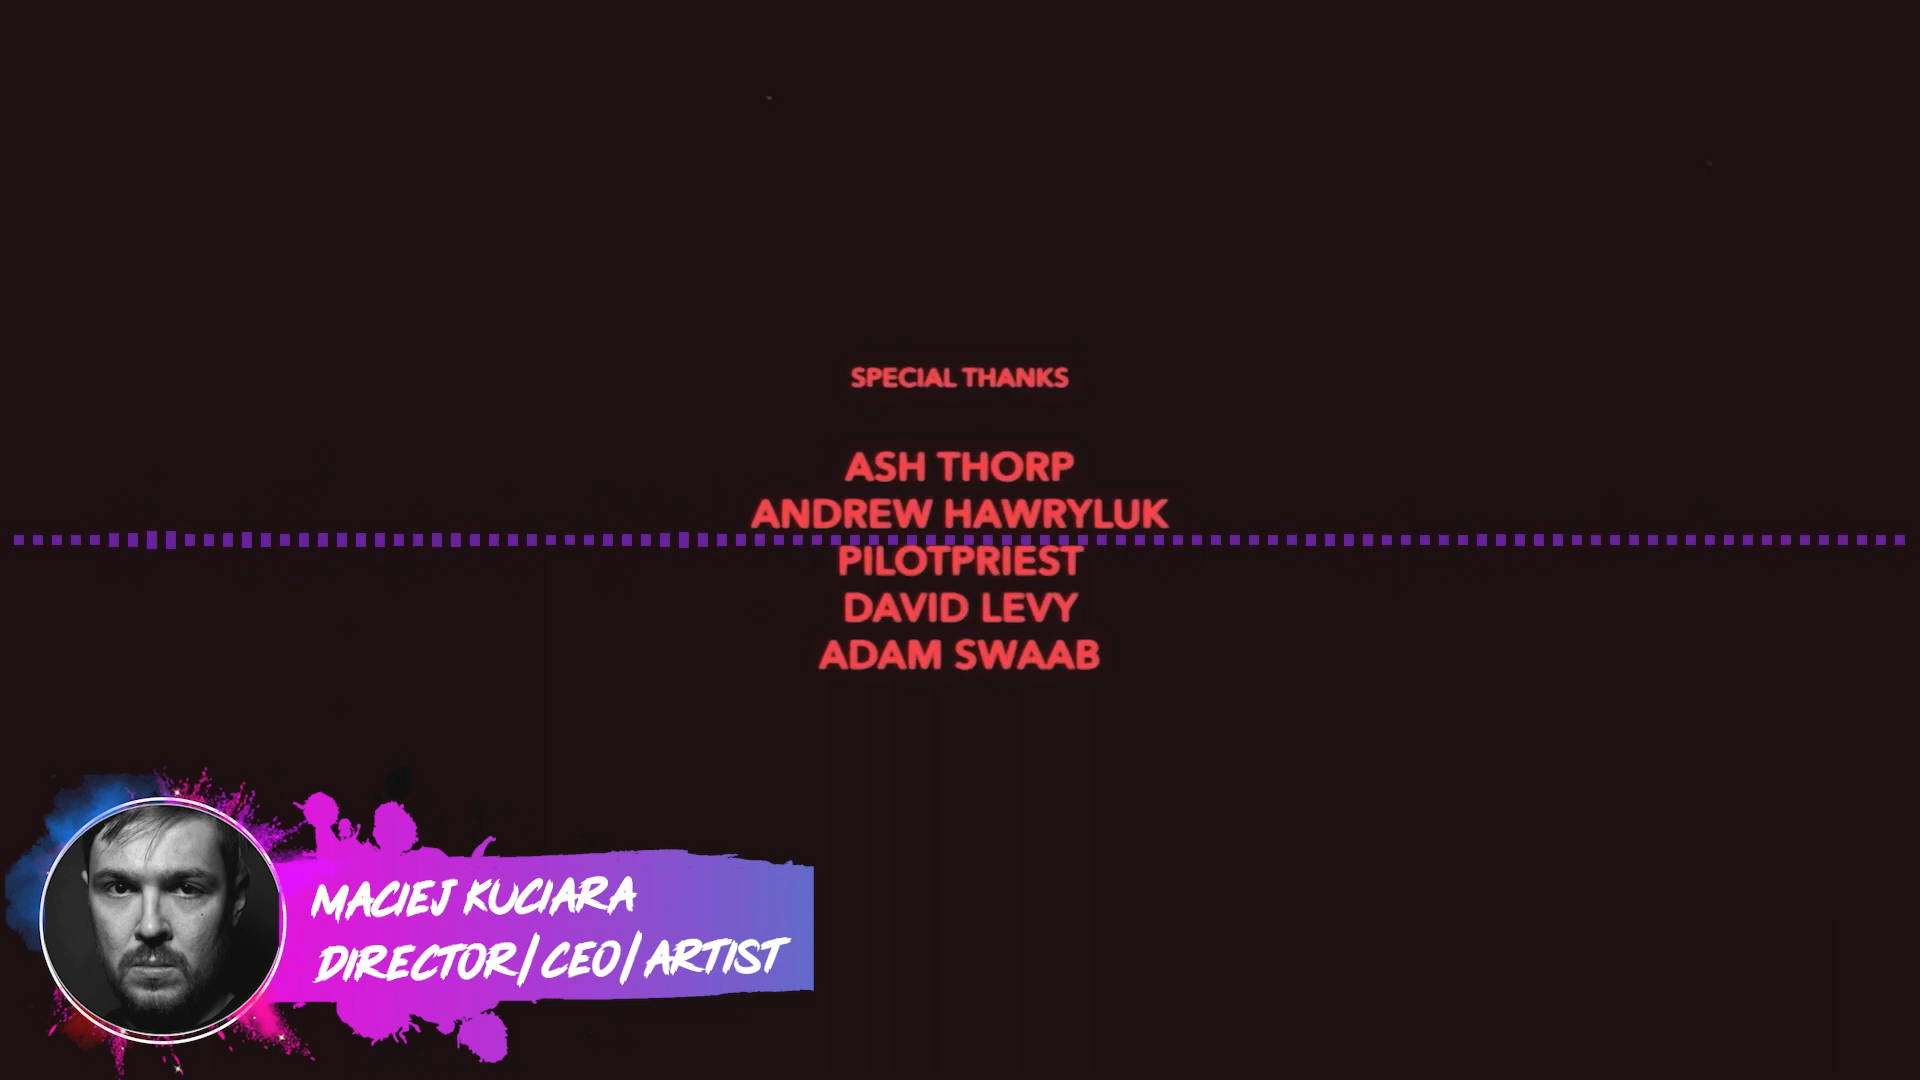 SPECIAL THANKS
ASH THORP
ANDREW HAWRYLUK
PILOTPRIEST
DAVID LEVY
ADAM SWAAB
MACIEJ KUCIARA
DIRECTOR|CEO|ARTIST